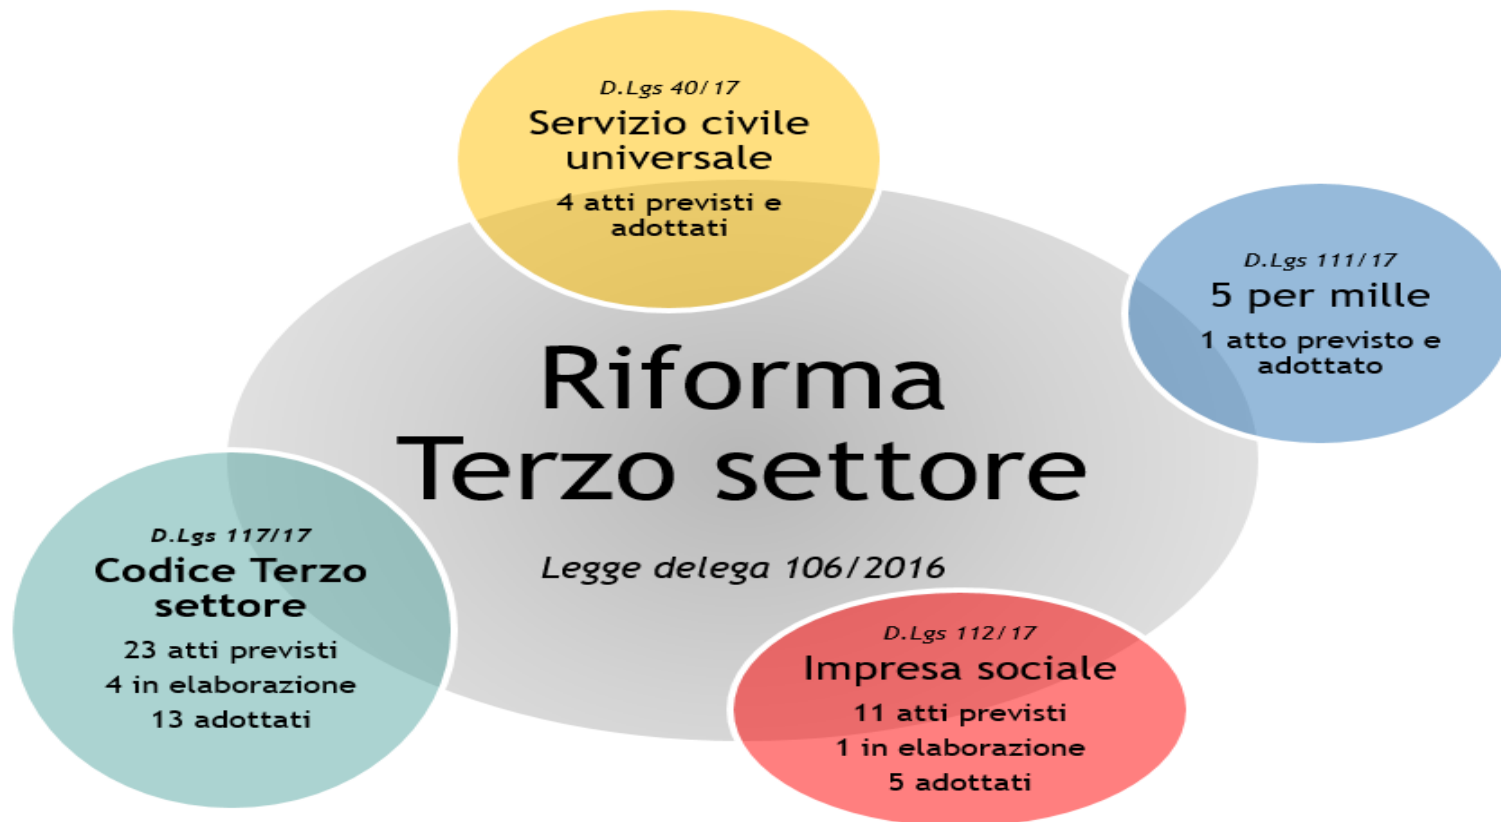 D.Lgs 40/17
Servizio civile
universale
4 atti previsti e
adottati
D.Lgs 111/17
5 per mille
1 atto previsto e
adottato
Riforma
Terzo settore
Legge delega 106/2016
D.Lgs 117/17
Codice Terzo
settore
23 atti previsti
4 in elaborazione
13 adottati
D.Lgs 112/17
Impresa sociale
11 atti previsti
1 in elaborazione
5 adottati